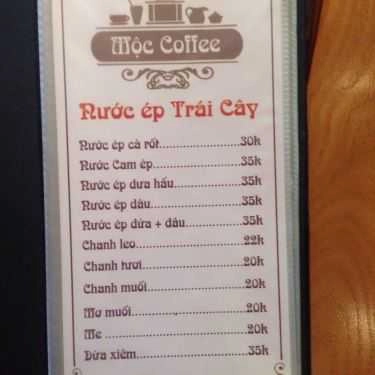 Mộc Coffee
Nước ép Trái Cây
Nước ép cà rốt..................30k
Nước Cam ép...................35k
Nước ép dưa hấu..............35k
Nước ép dâu.....................35k
Nước ép dứa + dâu...........35k
Chanh leo..........................22k
Chanh tươi........................20k
Chanh muối......................20k
Mơ muối...........................20k
Me ...................................20k
Dừa xiêm..........................35k